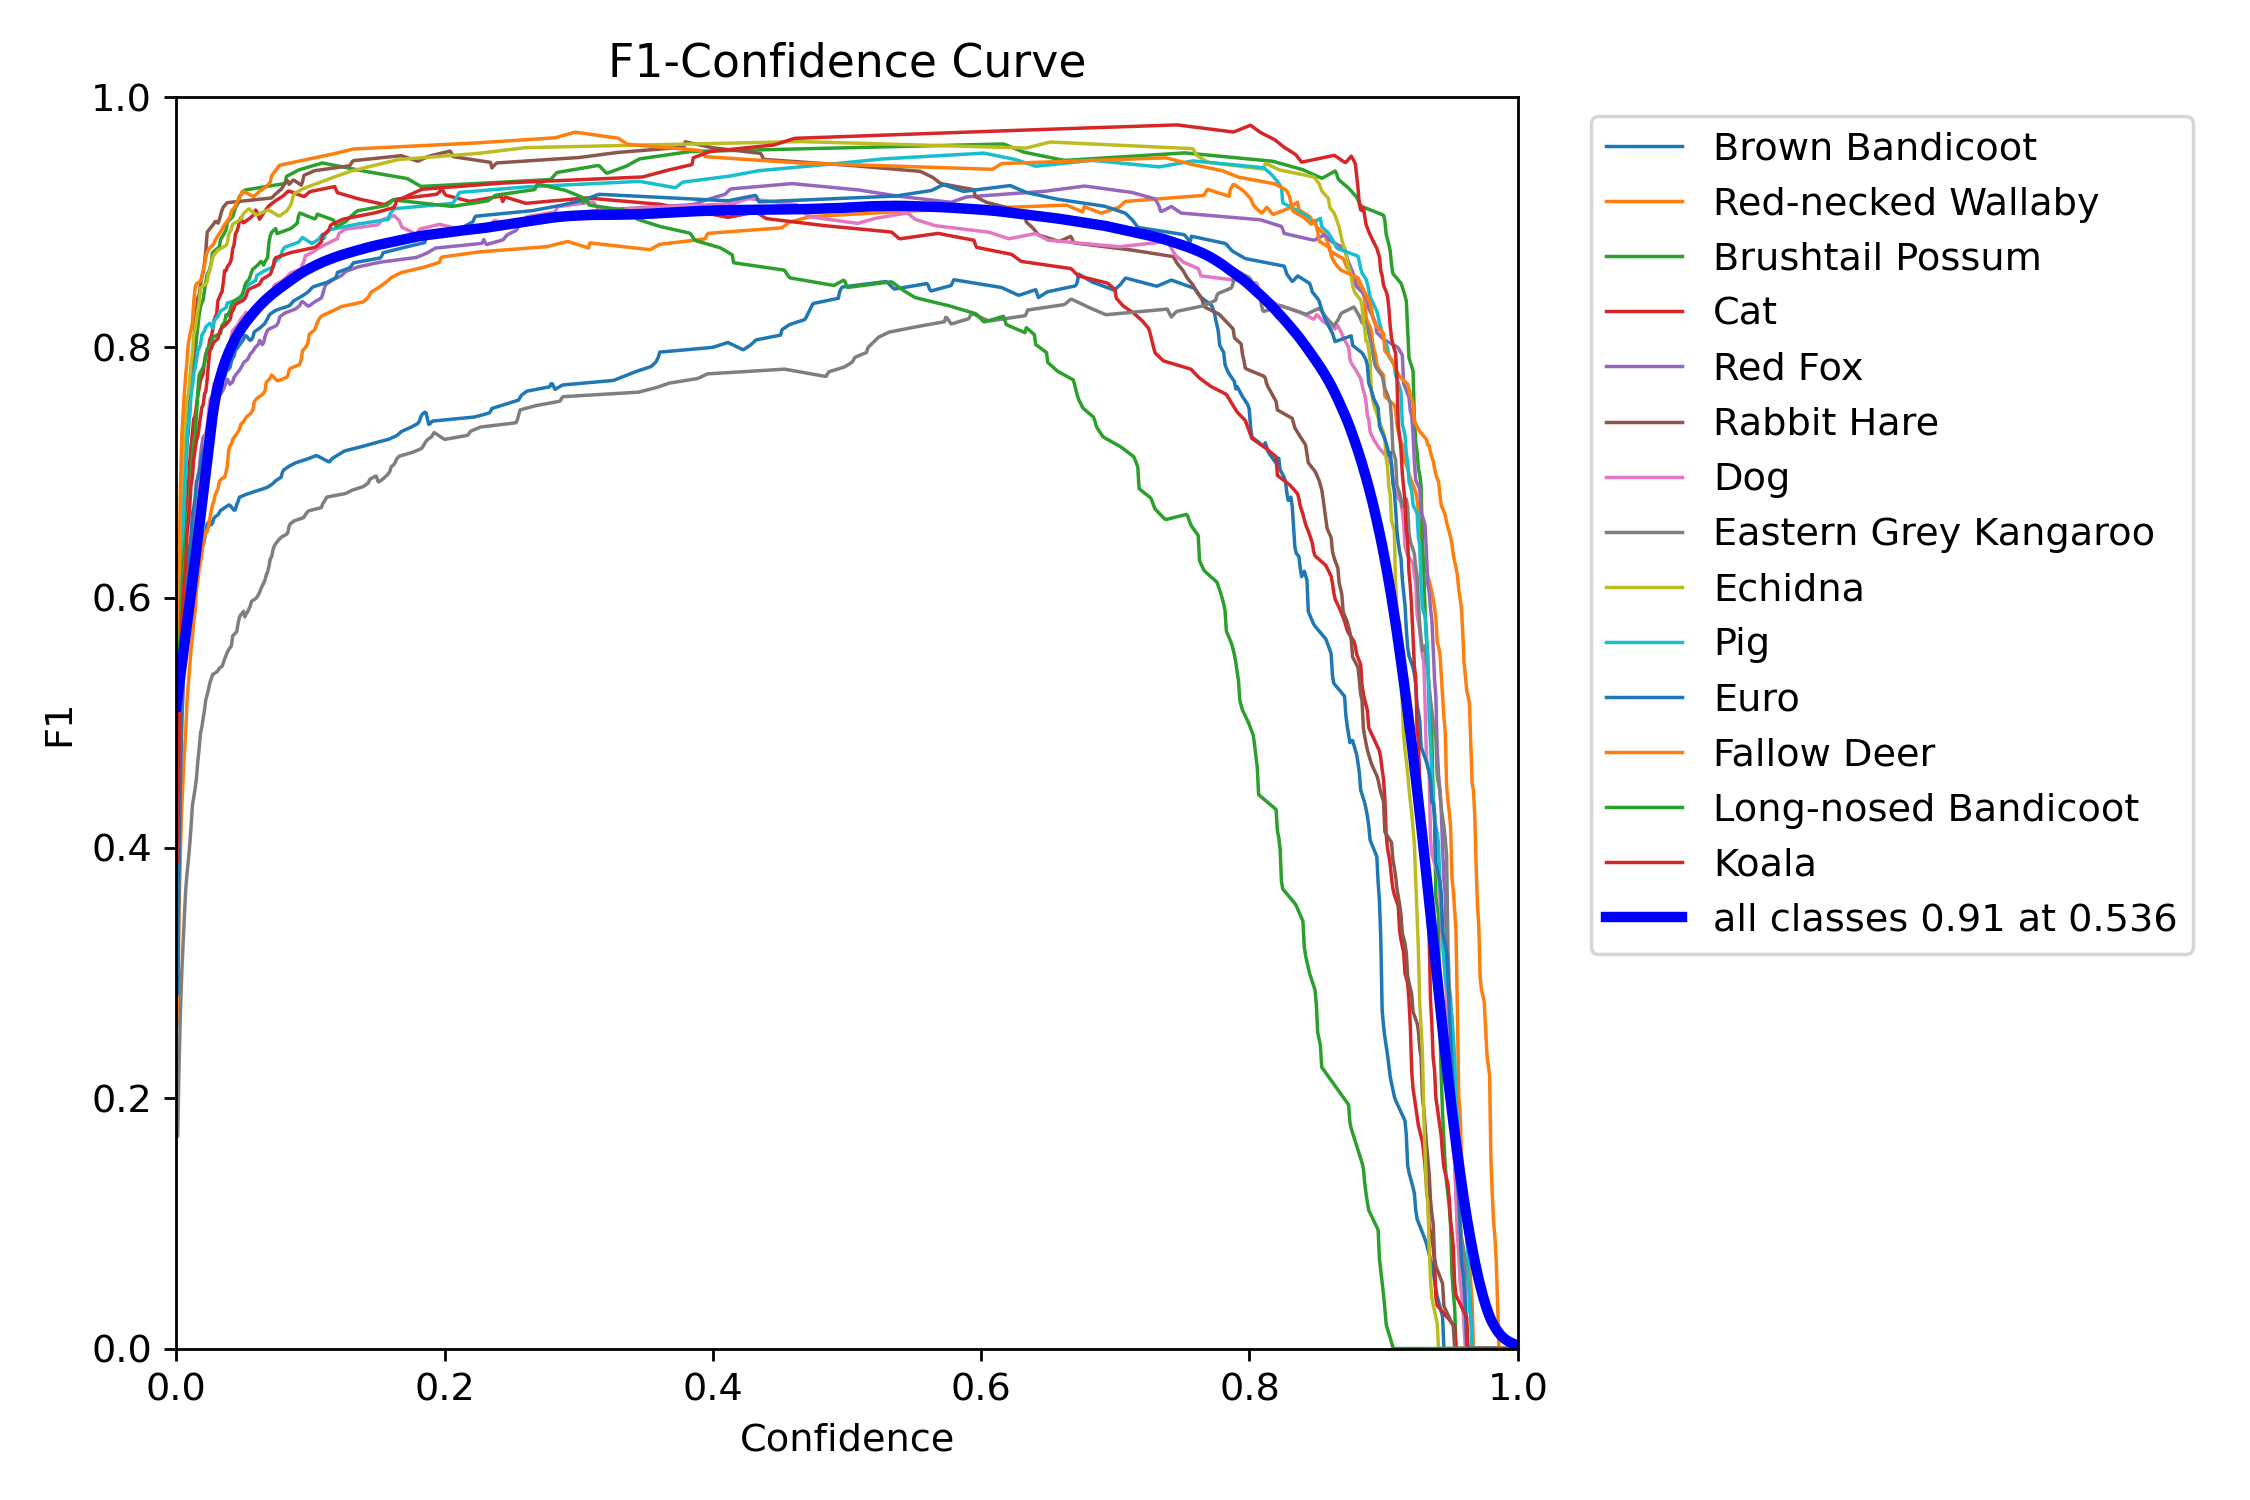 F1-Confidence Curve
1.0
0.8
0.6
0.4
0.2
0.0
F1
0.0 0.2 0.4 0.6 0.8 1.0
Confidence
Brown Bandicoot
Red-necked Wallaby
Brushtail Possum
Cat
Red Fox
Rabbit Hare
Dog
Eastern Grey Kangaroo
Echidna
Pig
Euro
Fallow Deer
Long-nosed Bandicoot
Koala
all classes 0.91 at 0.536